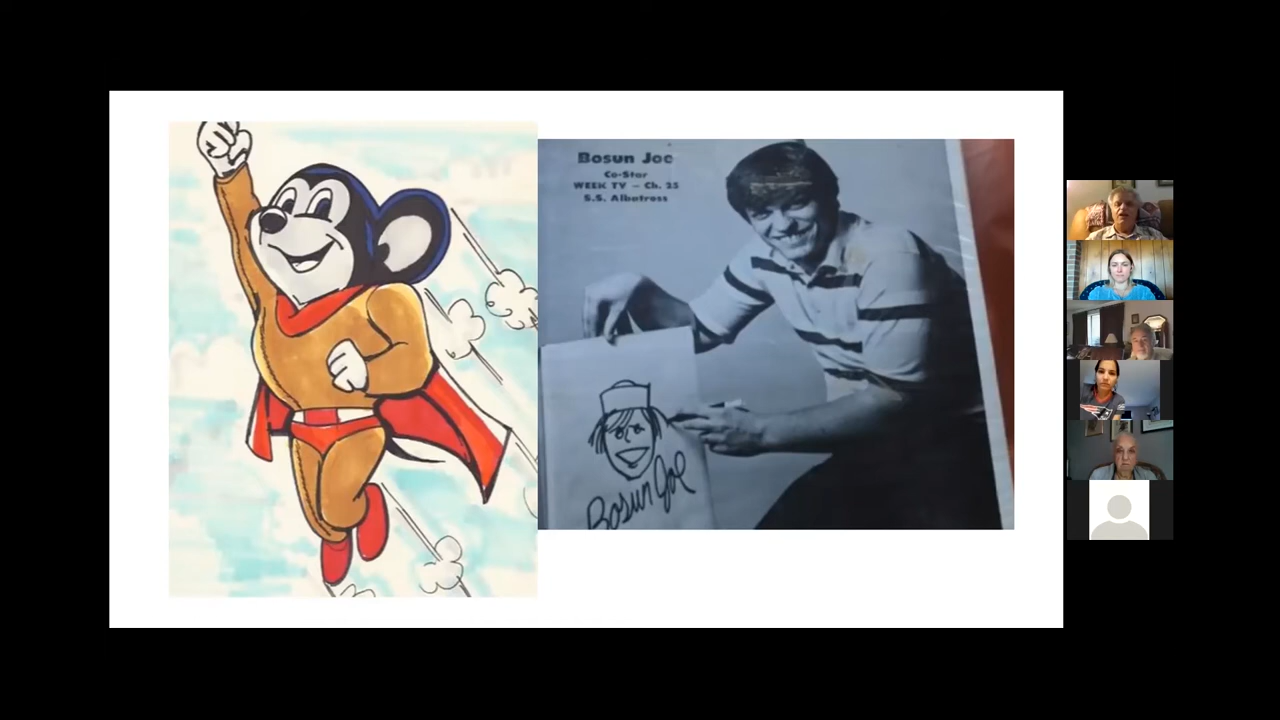 Bosun Joe
Co-Star
WEEK TV - Ch. 25
S.S. Albatross
Bosun Joe